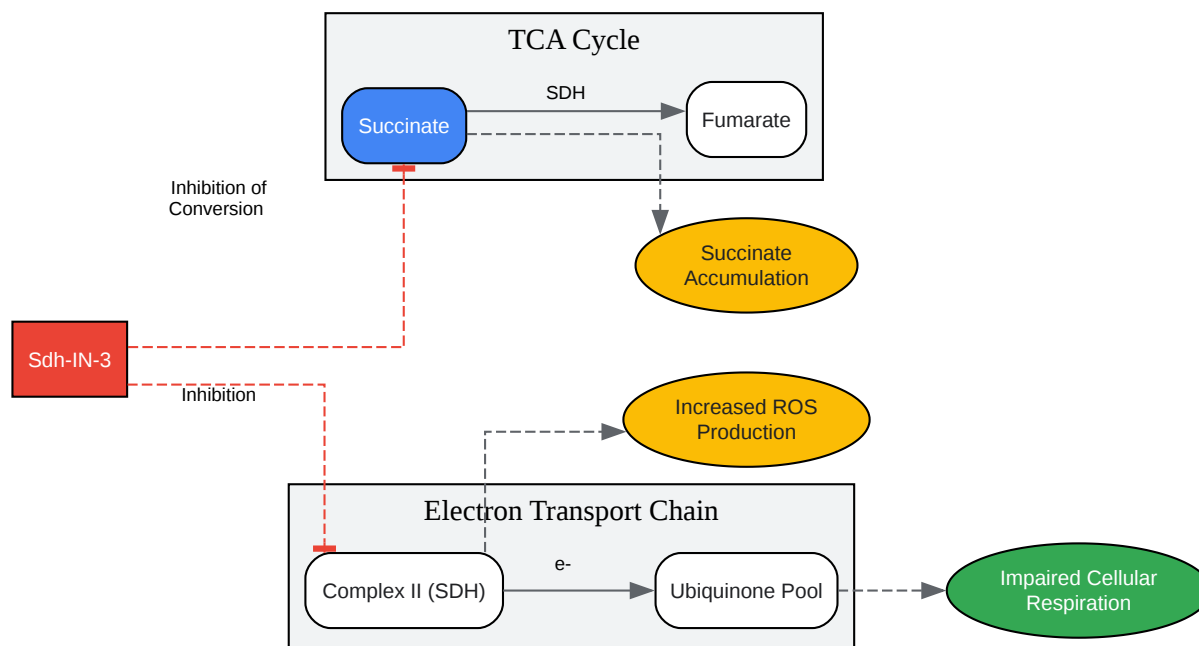 TCA Cycle
SDH
Succinate
Fumarate
Inhibition of
Conversion
Succinate
Accumulation
Sdh-IN-3
Inhibition
Increased ROS
Production
Electron Transport Chain
e-
Complex II (SDH)
Ubiquinone Pool
Impaired Cellular
Respiration